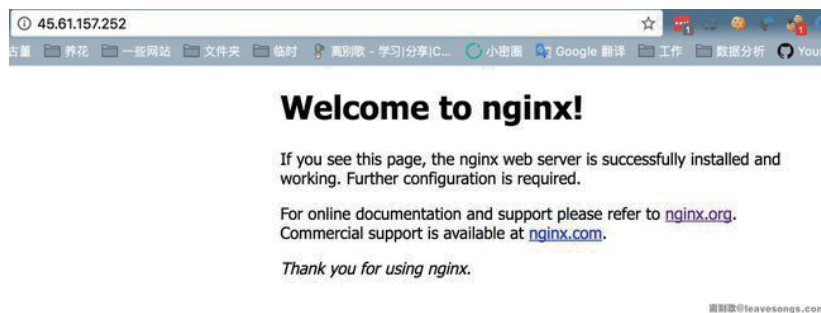 45.61.157.252
古董 养花 一些网站 文件夹 临时 离别歌 - 学习|分享|C... 小密圈 Google 翻译 工作 数据分析 Your
Welcome to nginx!
If you see this page, the nginx web server is successfully installed and
working. Further configuration is required.
For online documentation and support please refer to nginx.org.
Commercial support is available at nginx.com.
Thank you for using nginx.
离别歌@leavesongs.com